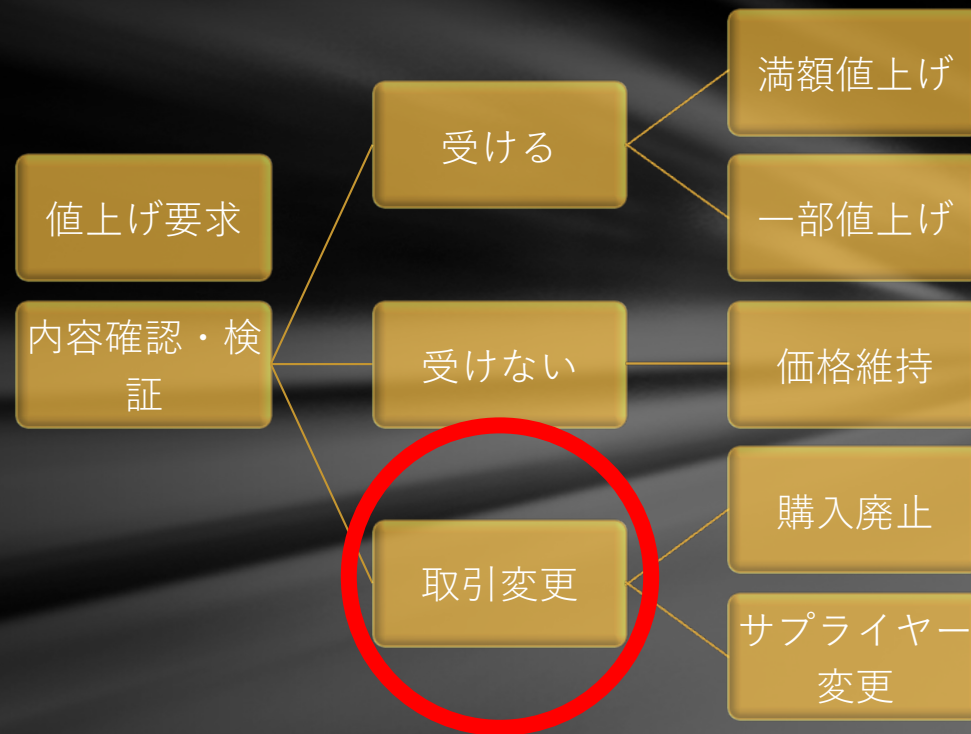 値上げ要求
内容確認・検
証
受ける
満額値上げ
一部値上げ
受けない
価格維持
取引変更
購入廃止
サプライヤー
変更